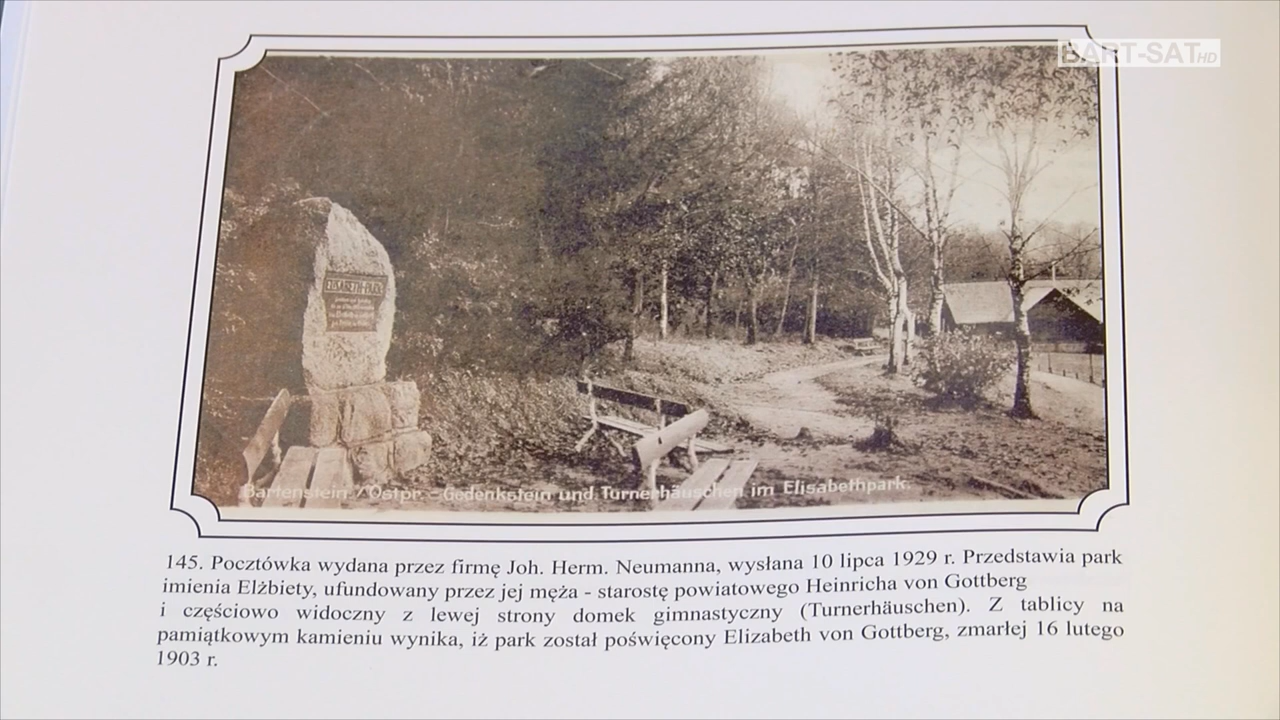 BART-SAT HD
ELISABETH-PARK
Bartenstein / Ostpr. - Gedenkstein und Turnerhäuschen im Elisabethpark.
145. Pocztówka wydana przez firmę Joh. Herm. Neumanna, wysłana 10 lipca 1929 r. Przedstawia park
imienia Elżbiety, ufundowany przez jej męża - starostę powiatowego Heinricha von Gottberg
i częściowo widoczny z lewej strony domek gimnastyczny (Turnerhäuschen). Z tablicy na
pamiątkowym kamieniu wynika, iż park został poświęcony Elizabeth von Gottberg, zmarłej 16 lutego
1903 r.